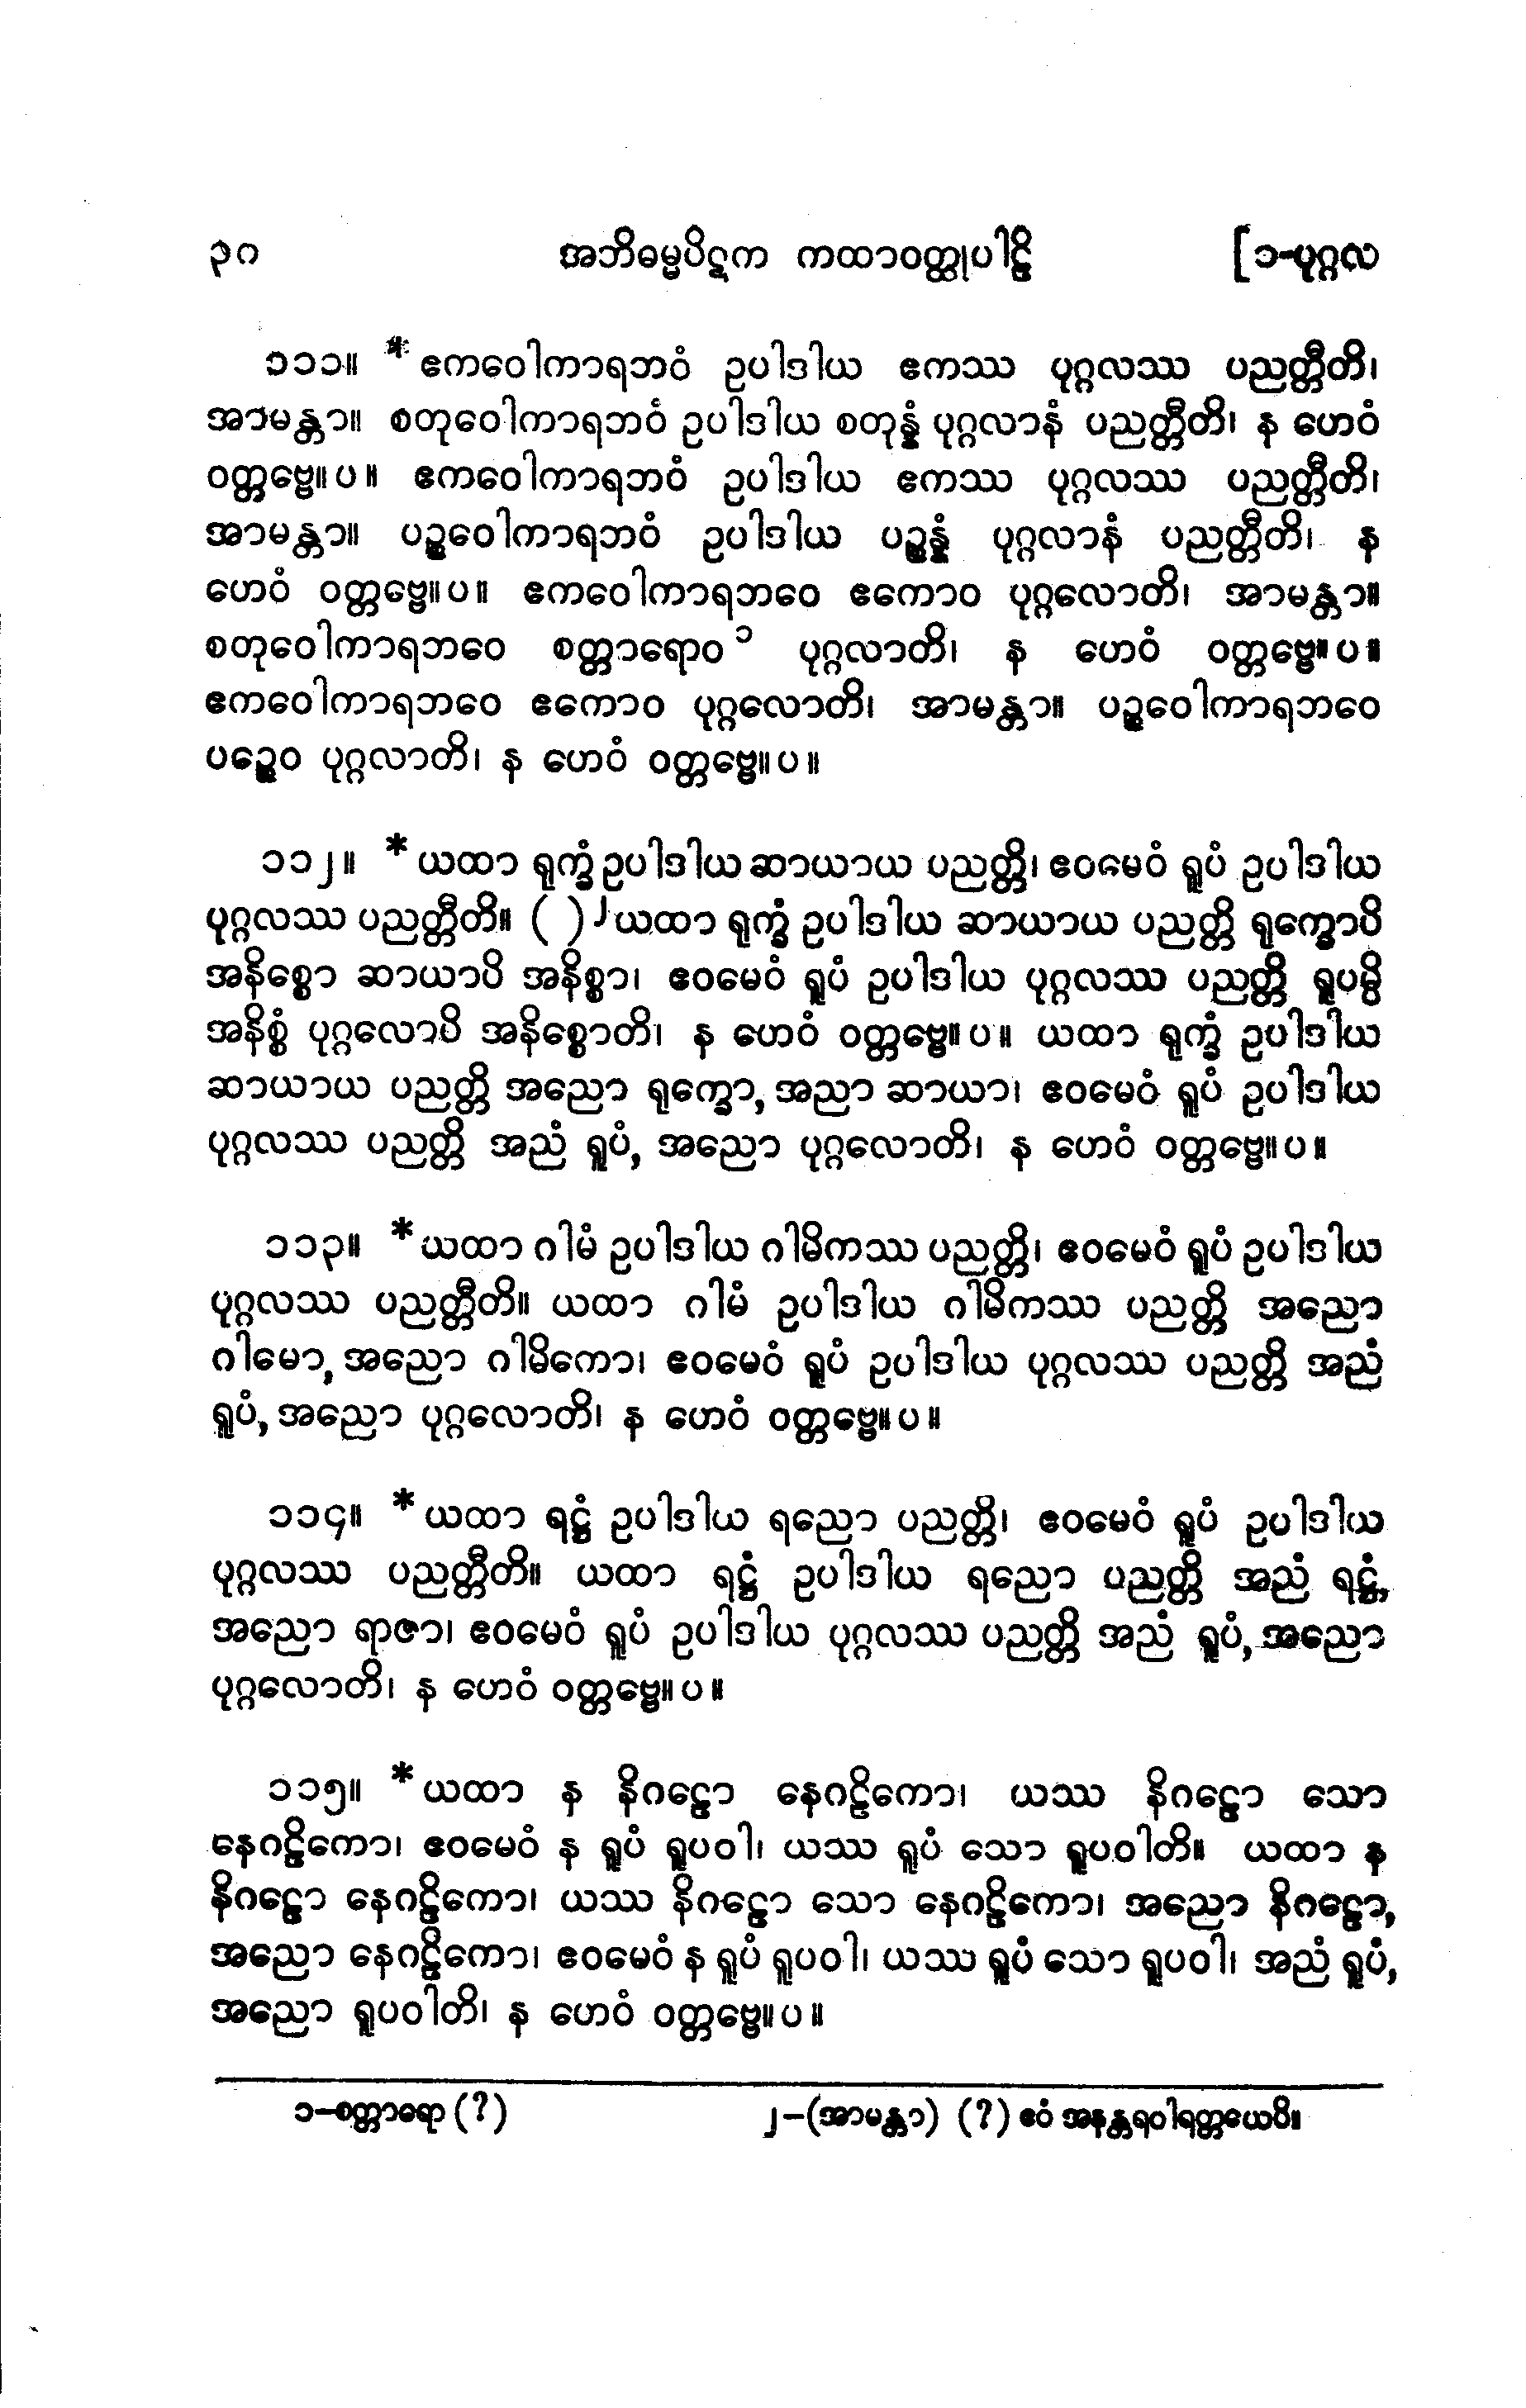 ၃၀ အဘိဓမ္မပိဋက ကထာဝတ္ထုပါဠိ [၁-ပုဂ္ဂလ
၁၁၁။ *ဧကဝေါကာရဘဝံ ဥပါဒါယ ဧကဿ ပုဂ္ဂလဿ ပညတ္တီတိ၊
အာမန္တာ။ စတုဝေါကာရဘဝံ ဥပါဒါယ စတုန္နံ ပုဂ္ဂလာနံ ပညတ္တီတိ၊ န ဟေဝံ
ဝတ္တဗ္ဗေ။ပ။ ဧကဝေါကာရဘဝံ ဥပါဒါယ ဧကဿ ပုဂ္ဂလဿ ပညတ္တီတိ၊
အာမန္တာ။ ပဉ္စဝေါကာရဘဝံ ဥပါဒါယ ပဉ္စန္နံ ပုဂ္ဂလာနံ ပညတ္တီတိ၊ န
ဟေဝံ ဝတ္တဗ္ဗေ။ပ။ ဧကဝေါကာရဘဝေ ဧကောဝ ပုဂ္ဂလောတိ၊ အာမန္တာ။
စတုဝေါကာရဘဝေ စတ္တာရောဝ ၁ ပုဂ္ဂလာတိ၊ န ဟေဝံ ဝတ္တဗ္ဗေ။ပ။
ဧကဝေါကာရဘဝေ ဧကောဝ ပုဂ္ဂလောတိ၊ အာမန္တာ။ ပဉ္စဝေါကာရဘဝေ
ပဉ္စေဝ ပုဂ္ဂလာတိ၊ န ဟေဝံ ဝတ္တဗ္ဗေ။ပ။
၁၁၂။ *ယထာ ရုက္ခံ ဥပါဒါယ ဆာယာယ ပညတ္တိ၊ ဧဝမေဝံ ရူပံ ဥပါဒါယ
ပုဂ္ဂလဿ ပညတ္တီတိ။ ( )၂ ယထာ ရုက္ခံ ဥပါဒါယ ဆာယာယ ပညတ္တိ ရုက္ခောပိ
အနိစ္စော ဆာယာပိ အနိစ္စာ၊ ဧဝမေဝံ ရူပံ ဥပါဒါယ ပုဂ္ဂလဿ ပညတ္တိ ရူပမ္ပိ
အနိစ္စံ ပုဂ္ဂလောပိ အနိစ္စောတိ၊ န ဟေဝံ ဝတ္တဗ္ဗေ။ပ။ ယထာ ရုက္ခံ ဥပါဒါယ
ဆာယာယ ပညတ္တိ အညော ရုက္ခော, အညာ ဆာယာ၊ ဧဝမေဝံ ရူပံ ဥပါဒါယ
ပုဂ္ဂလဿ ပညတ္တိ အညံ ရူပံ, အညော ပုဂ္ဂလောတိ၊ န ဟေဝံ ဝတ္တဗ္ဗေ။ပ။
၁၁၃။ *ယထာ ဂါမံ ဥပါဒါယ ဂါမိကဿ ပညတ္တိ၊ ဧဝမေဝံ ရူပံ ဥပါဒါယ
ပုဂ္ဂလဿ ပညတ္တီတိ။ ယထာ ဂါမံ ဥပါဒါယ ဂါမိကဿ ပညတ္တိ အညော
ဂါမော, အညော ဂါမိကော၊ ဧဝမေဝံ ရူပံ ဥပါဒါယ ပုဂ္ဂလဿ ပညတ္တိ အညံ
ရူပံ, အညော ပုဂ္ဂလောတိ၊ န ဟေဝံ ဝတ္တဗ္ဗေ။ပ။
၁၁၄။ *ယထာ ရဋ္ဌံ ဥပါဒါယ ရညော ပညတ္တိ၊ ဧဝမေဝံ ရူပံ ဥပါဒါယ
ပုဂ္ဂလဿ ပညတ္တီတိ။ ယထာ ရဋ္ဌံ ဥပါဒါယ ရညော ပညတ္တိ အညံ ရဋ္ဌံ,
အညော ရာဇာ၊ ဧဝမေဝံ ရူပံ ဥပါဒါယ ပုဂ္ဂလဿ ပညတ္တိ အညံ ရူပံ, အညော
ပုဂ္ဂလောတိ၊ န ဟေဝံ ဝတ္တဗ္ဗေ။ပ။
၁၁၅။ *ယထာ န နိဂဠော နေဂဠိကော၊ ယဿ နိဂဠော သော
နေဂဠိကော၊ ဧဝမေဝံ န ရူပံ ရူပဝါ၊ ယဿ ရူပံ သော ရူပဝါတိ။ ယထာ န
နိဂဠော နေဂဠိကော၊ ယဿ နိဂဠော သော နေဂဠိကော၊ အညော နိဂဠော,
အညော နေဂဠိကော၊ ဧဝမေဝံ န ရူပံ ရူပဝါ၊ ယဿ ရူပံ သော ရူပဝါ၊ အညံ ရူပံ,
အညော ရူပဝါတိ၊ န ဟေဝံ ဝတ္တဗ္ဗေ။ပ။
၁-စတ္တာရော (?) ၂-(အာမန္တာ) (?) ဧဝံ အနန္တရဝါရတ္တယေပိ။